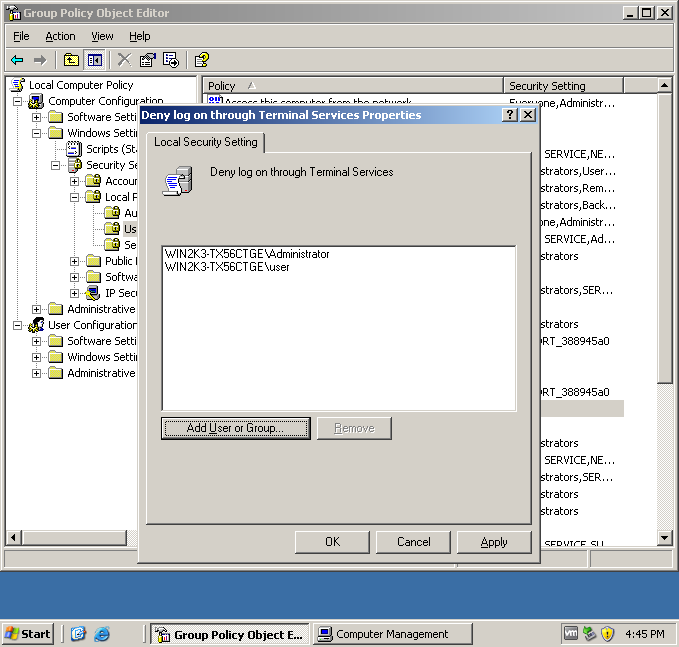 Group Policy Object Editor
File Action View Help
Local Computer Policy
Computer Configuration
Software Setti
Windows Setti
Scripts (Sta
Security Se
Accour
Local P
Au
Us
Se
Public
Softwa
IP Secu
Administrative
User Configuration
Software Setti
Windows Setti
Administrative
Policy Security Setting
Access this computer from the network Everyone,Administr...
SERVICE,NE...
strators,User...
strators,Rem...
strators,Back...
one,Administr...
SERVICE,Ad...
strators
strators,SER...
strators
ORT_388945a0
ORT_388945a0
strators
SERVICE,NE...
strators,SER...
strators
strators
SERVICE,SU
Deny log on through Terminal Services Properties
Local Security Setting
Deny log on through Terminal Services
WIN2K3-TX56CTGE\Administrator
WIN2K3-TX56CTGE\user
Add User or Group... Remove
OK Cancel Apply
Start Group Policy Object E... Computer Management vm 4:45 PM